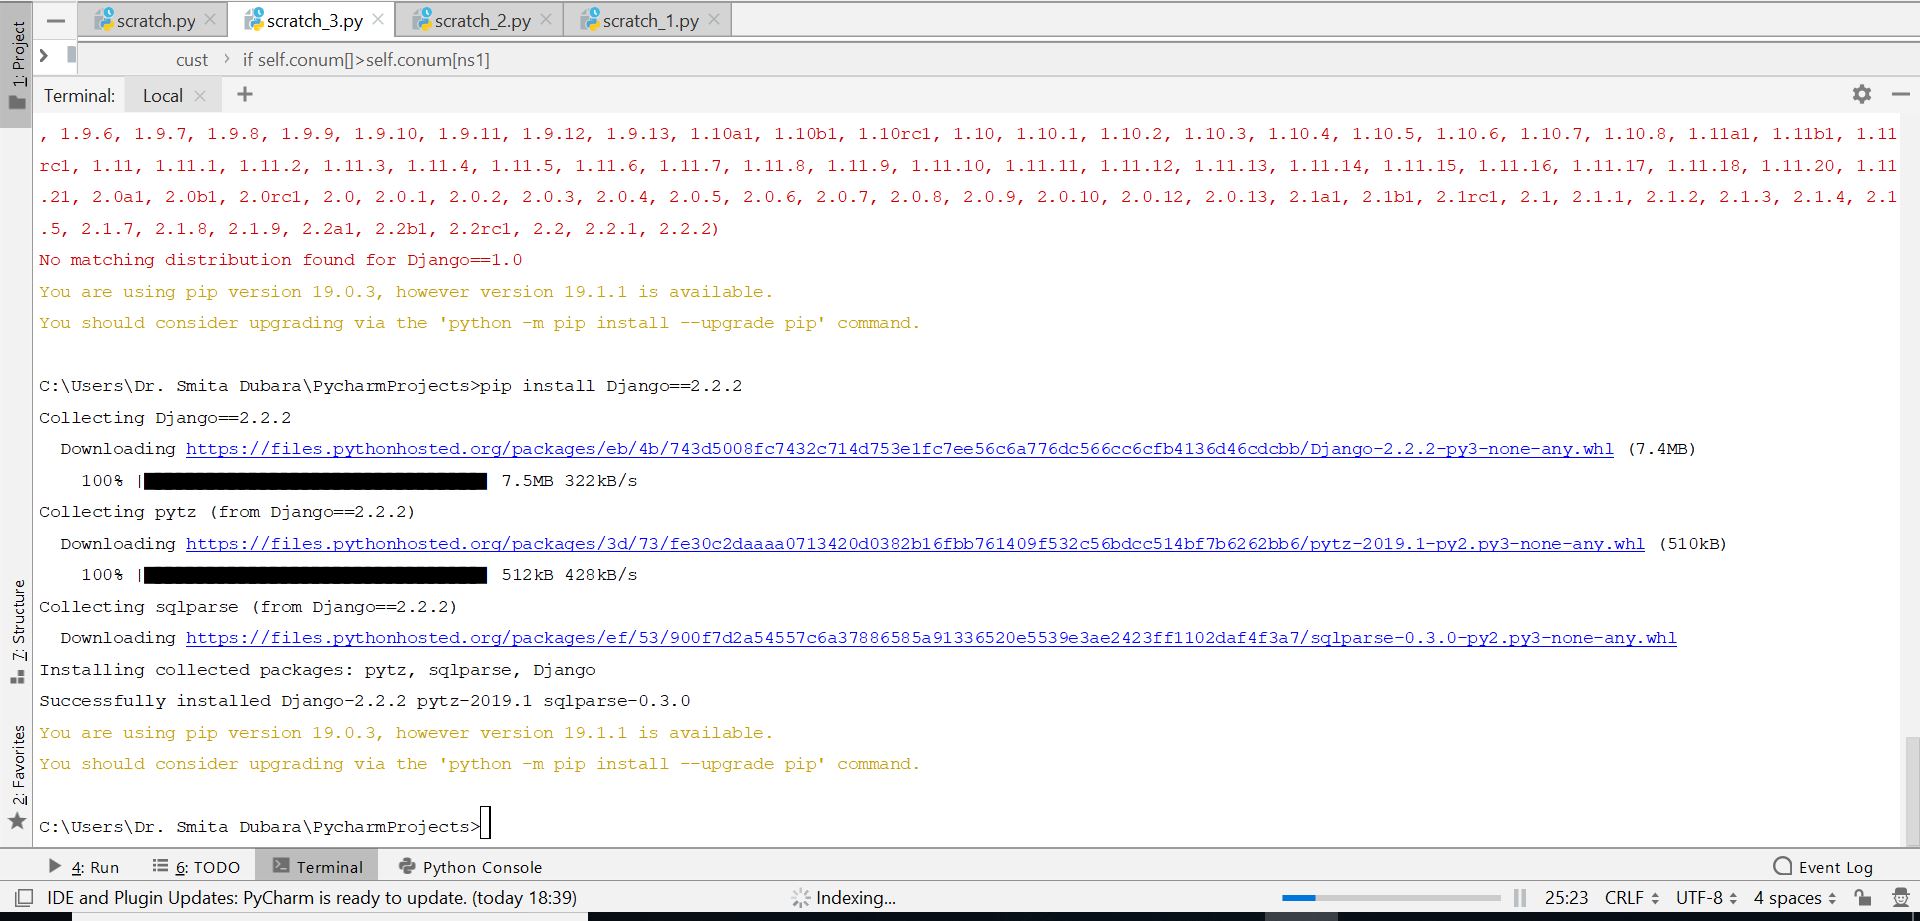 scratch.py
scratch_3.py
scratch_2.py
scratch_1.py
1: Project
cust
if self.conum[]>self.conum[ns1]
Terminal:
Local
, 1.9.6, 1.9.7, 1.9.8, 1.9.9, 1.9.10, 1.9.11, 1.9.12, 1.9.13, 1.10a1, 1.10b1, 1.10rc1, 1.10, 1.10.1, 1.10.2, 1.10.3, 1.10.4, 1.10.5, 1.10.6, 1.10.7, 1.10.8, 1.11a1, 1.11b1, 1.11
rc1, 1.11, 1.11.1, 1.11.2, 1.11.3, 1.11.4, 1.11.5, 1.11.6, 1.11.7, 1.11.8, 1.11.9, 1.11.10, 1.11.11, 1.11.12, 1.11.13, 1.11.14, 1.11.15, 1.11.16, 1.11.17, 1.11.18, 1.11.20, 1.11
.21, 2.0a1, 2.0b1, 2.0rc1, 2.0, 2.0.1, 2.0.2, 2.0.3, 2.0.4, 2.0.5, 2.0.6, 2.0.7, 2.0.8, 2.0.9, 2.0.10, 2.0.12, 2.0.13, 2.1a1, 2.1b1, 2.1rc1, 2.1, 2.1.1, 2.1.2, 2.1.3, 2.1.4, 2.1
.5, 2.1.7, 2.1.8, 2.1.9, 2.2a1, 2.2b1, 2.2rc1, 2.2, 2.2.1, 2.2.2)
No matching distribution found for Django==1.0
You are using pip version 19.0.3, however version 19.1.1 is available.
You should consider upgrading via the 'python -m pip install --upgrade pip' command.
C:\Users\Dr. Smita Dubara\PycharmProjects>pip install Django==2.2.2
Collecting Django==2.2.2
Downloading https://files.pythonhosted.org/packages/eb/4b/743d5008fc7432c714d753e1fc7ee56c6a776dc566cc6cfb4136d46cdcbb/Django-2.2.2-py3-none-any.whl (7.4MB)
100% | 7.5MB 322kB/s
Collecting pytz (from Django==2.2.2)
Downloading https://files.pythonhosted.org/packages/3d/73/fe30c2daaaa0713420d0382b16fbb761409f532c56bdcc514bf7b6262bb6/pytz-2019.1-py2.py3-none-any.whl (510kB)
100% | 512kB 428kB/s
Collecting sqlparse (from Django==2.2.2)
Downloading https://files.pythonhosted.org/packages/ef/53/900f7d2a54557c6a37886585a91336520e5539e3ae2423ff1102daf4f3a7/sqlparse-0.3.0-py2.py3-none-any.whl
Installing collected packages: pytz, sqlparse, Django
Successfully installed Django-2.2.2 pytz-2019.1 sqlparse-0.3.0
You are using pip version 19.0.3, however version 19.1.1 is available.
You should consider upgrading via the 'python -m pip install --upgrade pip' command.
C:\Users\Dr. Smita Dubara\PycharmProjects>
7: Structure
2: Favorites
4: Run
6: TODO
Terminal
Python Console
Event Log
IDE and Plugin Updates: PyCharm is ready to update. (today 18:39)
Indexing...
25:23
CRLF
UTF-8
4 spaces